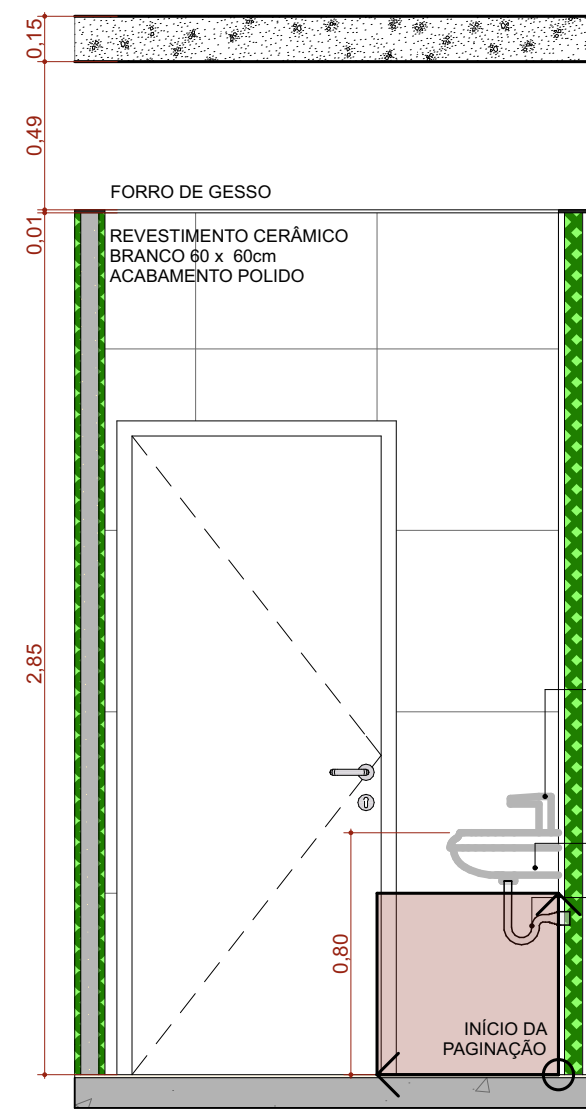 0,15
0,49
FORRO DE GESSO
0,01
REVESTIMENTO CERÂMICO
BRANCO 60 x 60cm
ACABAMENTO POLIDO
2,85
0,80
INÍCIO DA
PAGINAÇÃO